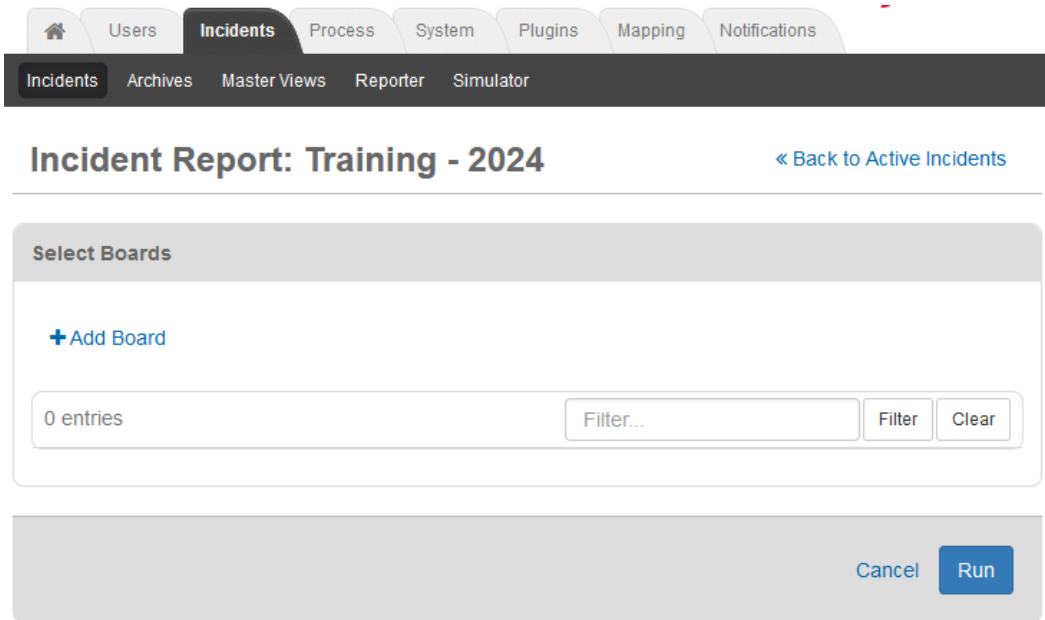 Users Incidents Process System Plugins Mapping Notifications
Incidents Archives Master Views Reporter Simulator
Incident Report: Training - 2024 « Back to Active Incidents
Select Boards
+ Add Board
0 entries Filter... Filter Clear
Cancel Run